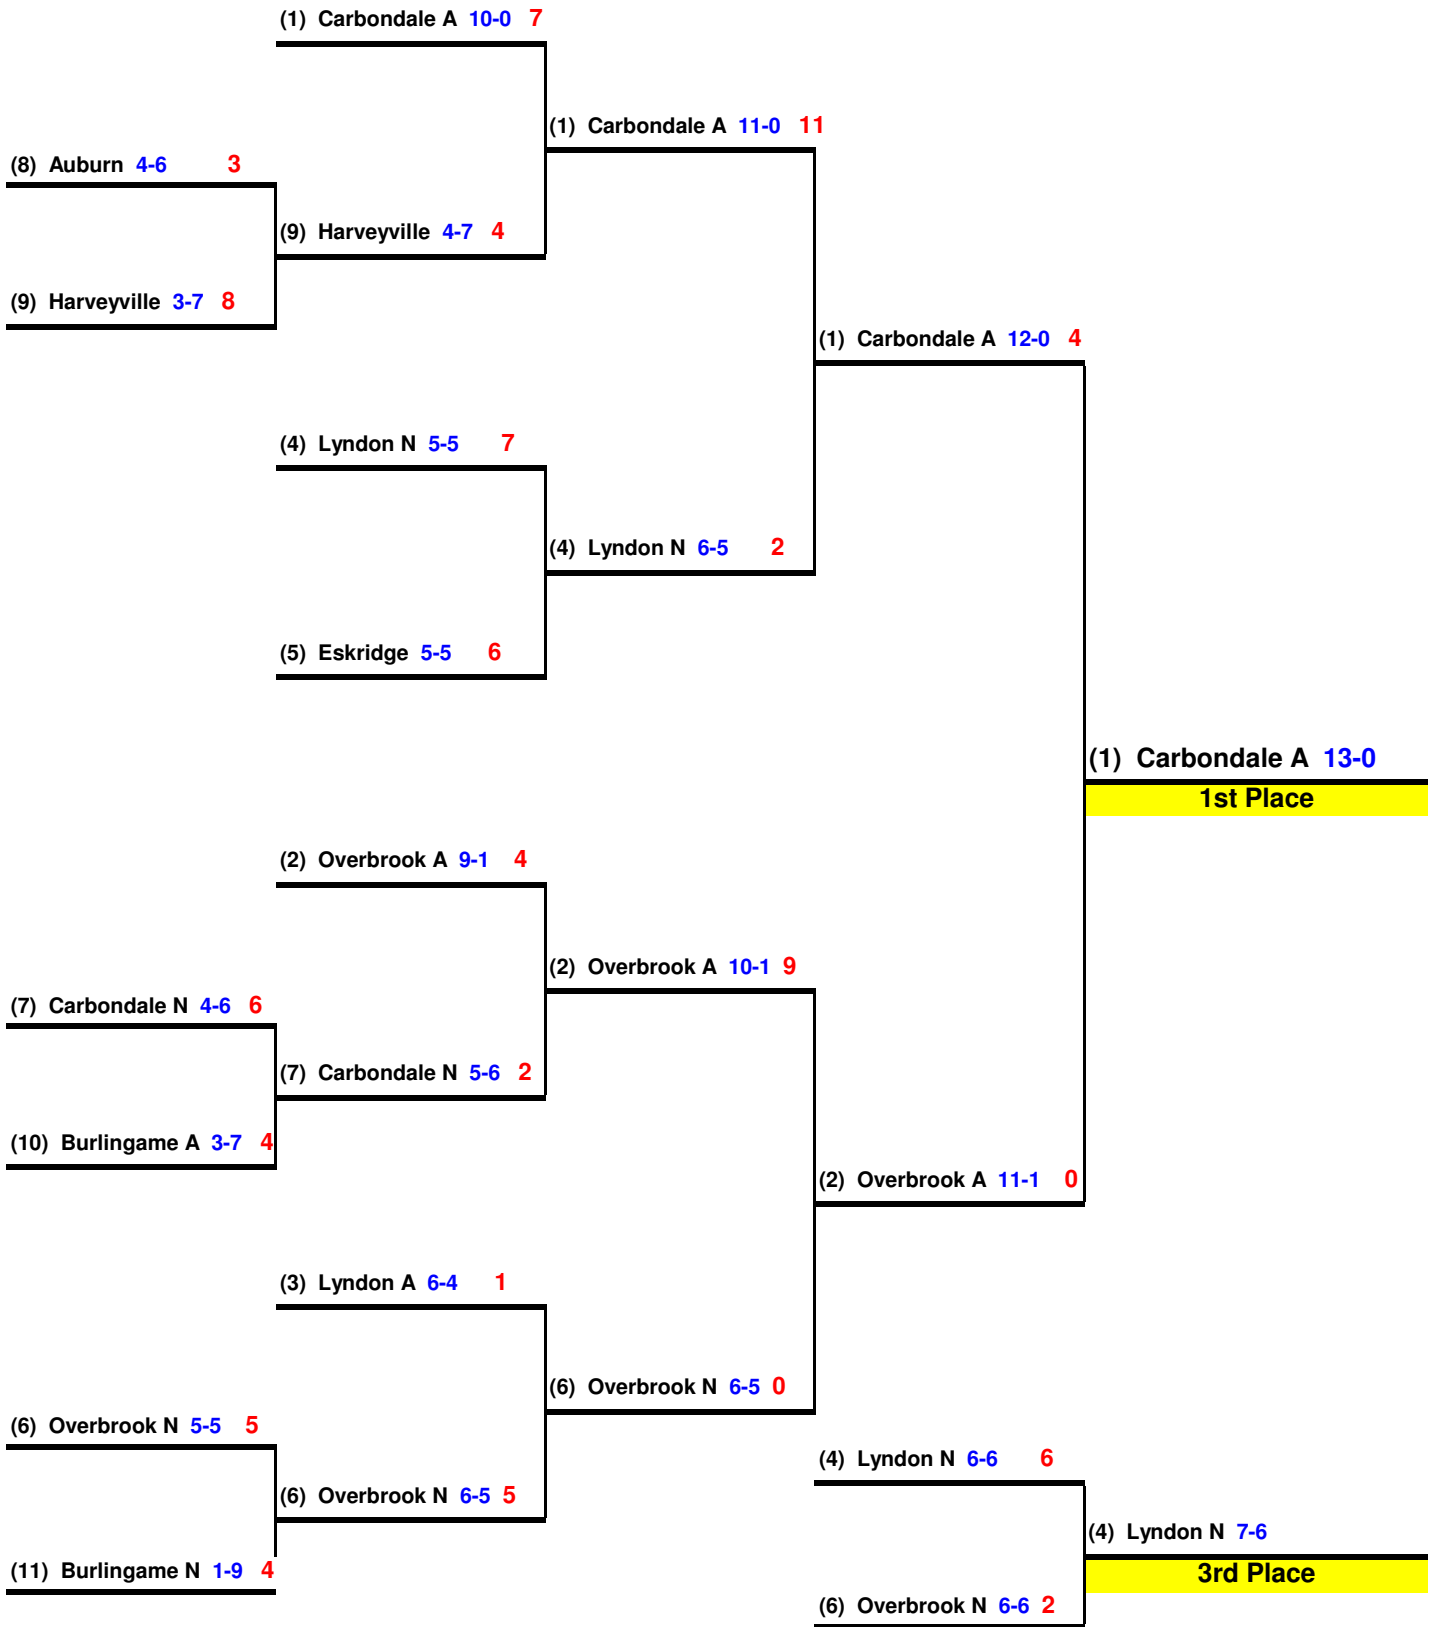 (1) Carbondale A 10-0 7
(1) Carbondale A 11-0 11
(8) Auburn 4-6 3
(9) Harveyville 4-7 4
(9) Harveyville 3-7 8
(1) Carbondale A 12-0 4
(4) Lyndon N 5-5 7
(4) Lyndon N 6-5 2
(5) Eskridge 5-5 6
(1) Carbondale A 13-0
1st Place
(2) Overbrook A 9-1 4
(2) Overbrook A 10-1 9
(7) Carbondale N 4-6 6
(7) Carbondale N 5-6 2
(10) Burlingame A 3-7 4
(2) Overbrook A 11-1 0
(3) Lyndon A 6-4 1
(6) Overbrook N 6-5 0
(6) Overbrook N 5-5 5
(4) Lyndon N 6-6 6
(6) Overbrook N 6-5 5
(4) Lyndon N 7-6
(11) Burlingame N 1-9 4
3rd Place
(6) Overbrook N 6-6 2